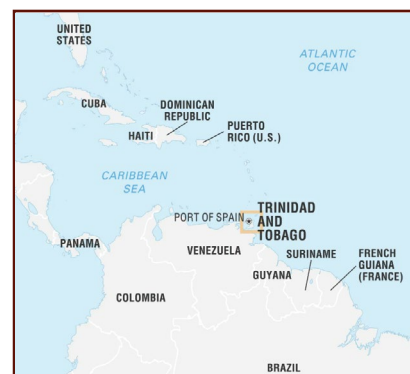 UNITED
STATES
ATLANTIC
OCEAN
CUBA
DOMINICAN
REPUBLIC
HAITI
PUERTO
RICO (U.S.)
CARIBBEAN
SEA
PORT OF SPAIN
TRINIDAD
AND
TOBAGO
PANAMA
VENEZUELA
GUYANA
SURINAME
FRENCH
GUIANA
(FRANCE)
COLOMBIA
BRAZIL